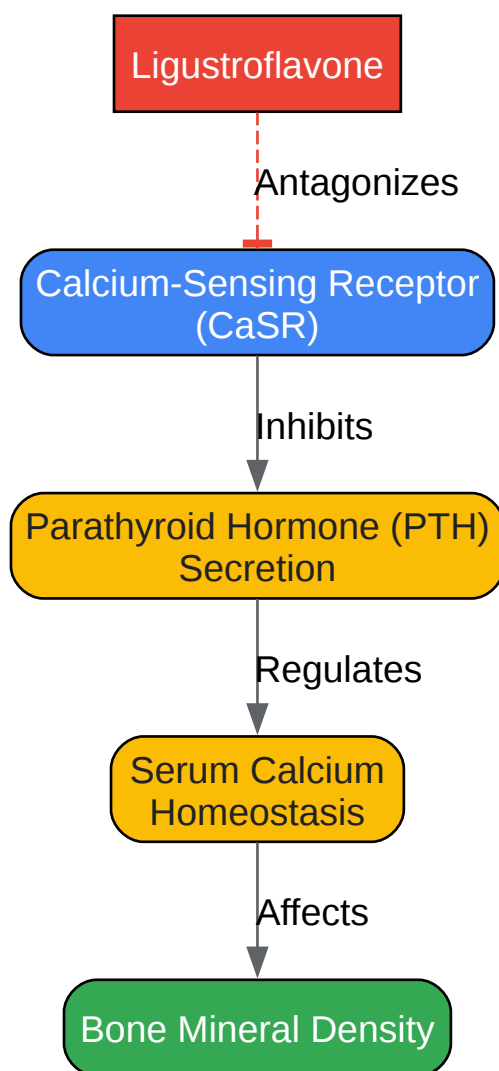 Ligustroflavone
Antagonizes
Calcium-Sensing Receptor
(CaSR)
Inhibits
Parathyroid Hormone (PTH)
Secretion
Regulates
Serum Calcium
Homeostasis
Affects
Bone Mineral Density